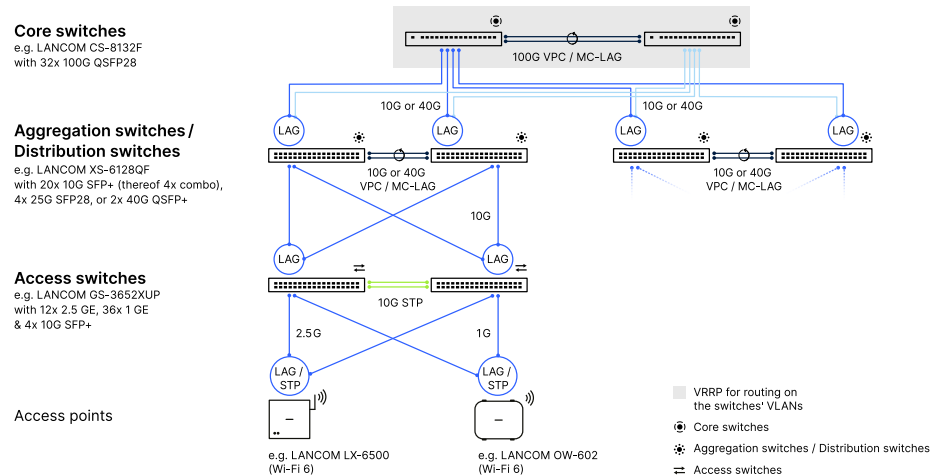 Core switches
e.g. LANCOM CS-8132F
with 32x 100G QSFP28
100G VPC / MC-LAG
10G or 40G
10G or 40G
LAG
LAG
LAG
LAG
Aggregation switches /
Distribution switches
e.g. LANCOM XS-6128QF
with 20x 10G SFP+ (thereof 4x combo),
4x 25G SFP28, or 2x 40G QSFP+
10G or 40G
VPC / MC-LAG
10G or 40G
VPC / MC-LAG
10G
LAG
LAG
Access switches
e.g. LANCOM GS-3652XUP
with 12x 2.5 GE, 36x 1 GE
& 4x 10G SFP+
10G STP
2.5G
1G
LAG /
STP
LAG /
STP
Access points
e.g. LANCOM LX-6500
(Wi-Fi 6)
e.g. LANCOM OW-602
(Wi-Fi 6)
VRRP for routing on
the switches' VLANs
Core switches
Aggregation switches / Distribution switches
Access switches